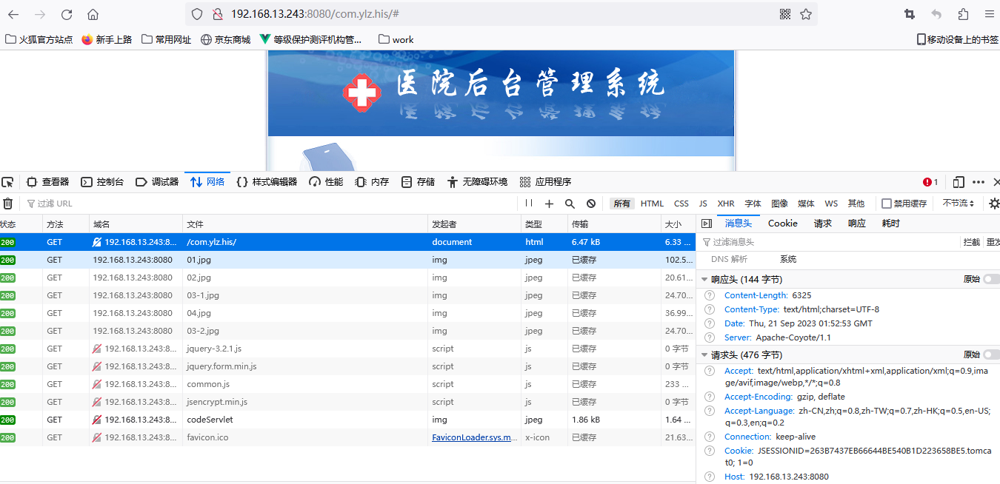 192.168.13.243:8080/com.ylz.his/#
火狐官方站点 新手上路 常用网址 京东商城 等级保护测评机构管... work 移动设备上的书签
医院后台管理系统
查看器 控制台 调试器 网络 样式编辑器 性能 内存 存储 无障碍环境 应用程序 1
过滤 URL 所有 HTML CSS JS XHR 字体 图像 媒体 WS 其他 禁用缓存 不节流
状态 方法 域名 文件 发起者 类型 传输 大小
200 GET 192.168.13.243:8... /com.ylz.his/ document html 6.47 kB 6.33 ...
200 GET 192.168.13.243:8080 01.jpg img jpeg 已缓存 102.5...
200 GET 192.168.13.243:8080 02.jpg img jpeg 已缓存 20.61...
200 GET 192.168.13.243:8080 03-1.jpg img jpeg 已缓存 24.70...
200 GET 192.168.13.243:8080 04.jpg img jpeg 已缓存 36.99...
200 GET 192.168.13.243:8080 03-2.jpg img jpeg 已缓存 24.70...
200 GET 192.168.13.243:8... jquery-3.2.1.js script js 已缓存 0 字节
200 GET 192.168.13.243:8... jquery.form.min.js script js 已缓存 0 字节
200 GET 192.168.13.243:8... common.js script js 已缓存 233 ...
200 GET 192.168.13.243:8... jsencrypt.min.js script js 已缓存 0 字节
200 GET 192.168.13.243:8... codeServlet img jpeg 1.86 kB 1.64 ...
200 GET 192.168.13.243:8... favicon.ico FaviconLoader.sys.m... x-icon 已缓存 21.63...
消息头 Cookie 请求 响应 耗时
过滤消息头 拦截 重发
DNS 解析 系统
响应头 (144 字节) 原始
Content-Length: 6325
Content-Type: text/html;charset=UTF-8
Date: Thu, 21 Sep 2023 01:52:53 GMT
Server: Apache-Coyote/1.1
请求头 (476 字节) 原始
Accept: text/html,application/xhtml+xml,application/xml;q=0.9,ima
ge/avif,image/webp,*/*;q=0.8
Accept-Encoding: gzip, deflate
Accept-Language: zh-CN,zh;q=0.8,zh-TW;q=0.7,zh-HK;q=0.5,en-US;
q=0.3,en;q=0.2
Connection: keep-alive
Cookie: JSESSIONID=263B7437EB66644BE540B1D223658BE5.tomca
t0; 1=0
Host: 192.168.13.243:8080